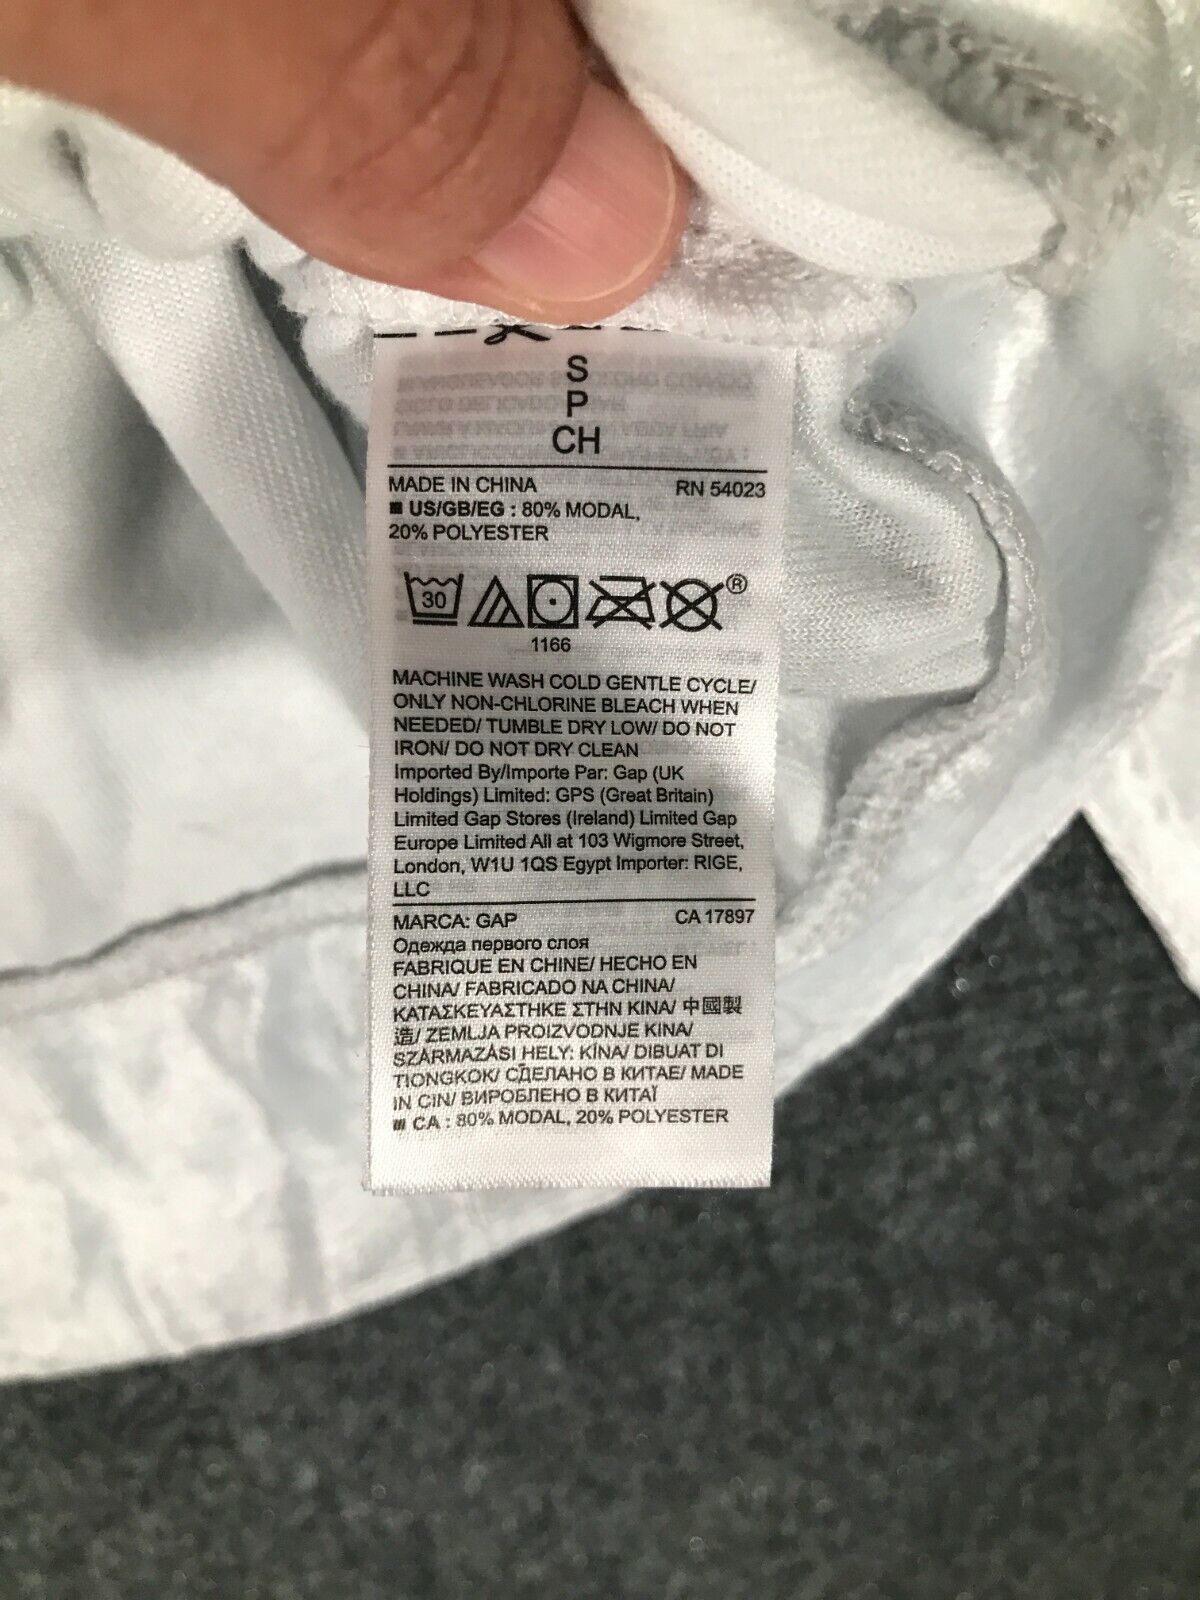 S
P
CH
MADE IN CHINA RN 54023
US/GB/EG : 80% MODAL,
20% POLYESTER
30 ®
1166
MACHINE WASH COLD GENTLE CYCLE/
ONLY NON-CHLORINE BLEACH WHEN
NEEDED/ TUMBLE DRY LOW/ DO NOT
IRON/ DO NOT DRY CLEAN
Imported By/Importe Par: Gap (UK
Holdings) Limited: GPS (Great Britain)
Limited Gap Stores (Ireland) Limited Gap
Europe Limited All at 103 Wigmore Street,
London, W1U 1QS Egypt Importer: RIGE,
LLC
MARCA: GAP CA 17897
Одежда первого слоя
FABRIQUE EN CHINE/ HECHO EN
CHINA/ FABRICADO NA CHINA/
ΚΑΤΑΣΚΕΥΑΣΤΗΚΕ ΣΤΗΝ ΚΙΝΑ/ 中國製
造/ ZEMLJA PROIZVODNJE KINA/
SZÁRMAZÁSI HELY: KÍNA/ DIBUAT DI
TIONGKOK/ СДЕЛАНО В КИТАЕ/ MADE
IN ÇIN/ ВИРОБЛЕНО В КИТАЇ
CA : 80% MODAL, 20% POLYESTER